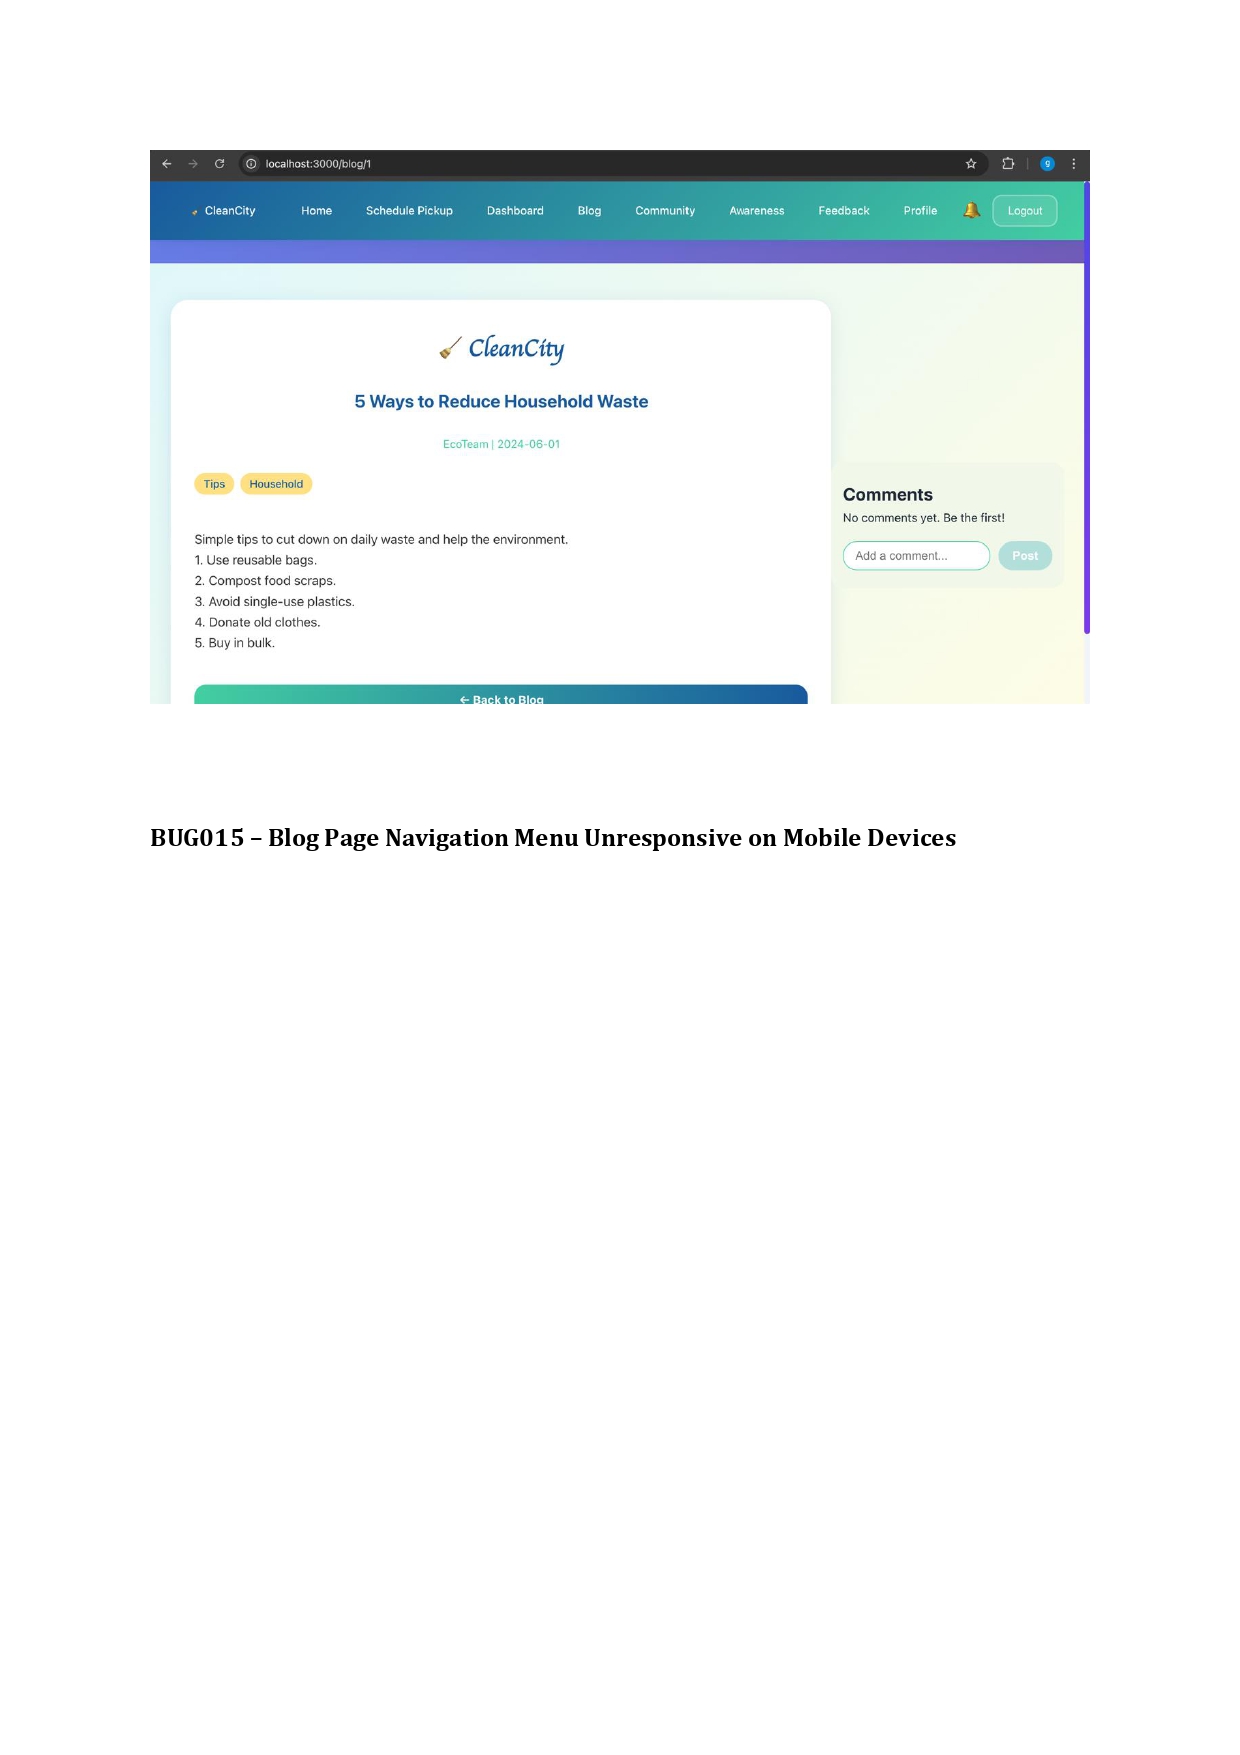 localhost:3000/blog/1
g
CleanCity Home Schedule Pickup Dashboard Blog Community Awareness Feedback Profile Logout
CleanCity
5 Ways to Reduce Household Waste
EcoTeam | 2024-06-01
Tips Household
Simple tips to cut down on daily waste and help the environment.
1. Use reusable bags.
2. Compost food scraps.
3. Avoid single-use plastics.
4. Donate old clothes.
5. Buy in bulk.
← Back to Blog
Comments
No comments yet. Be the first!
Add a comment... Post
BUG015 – Blog Page Navigation Menu Unresponsive on Mobile Devices